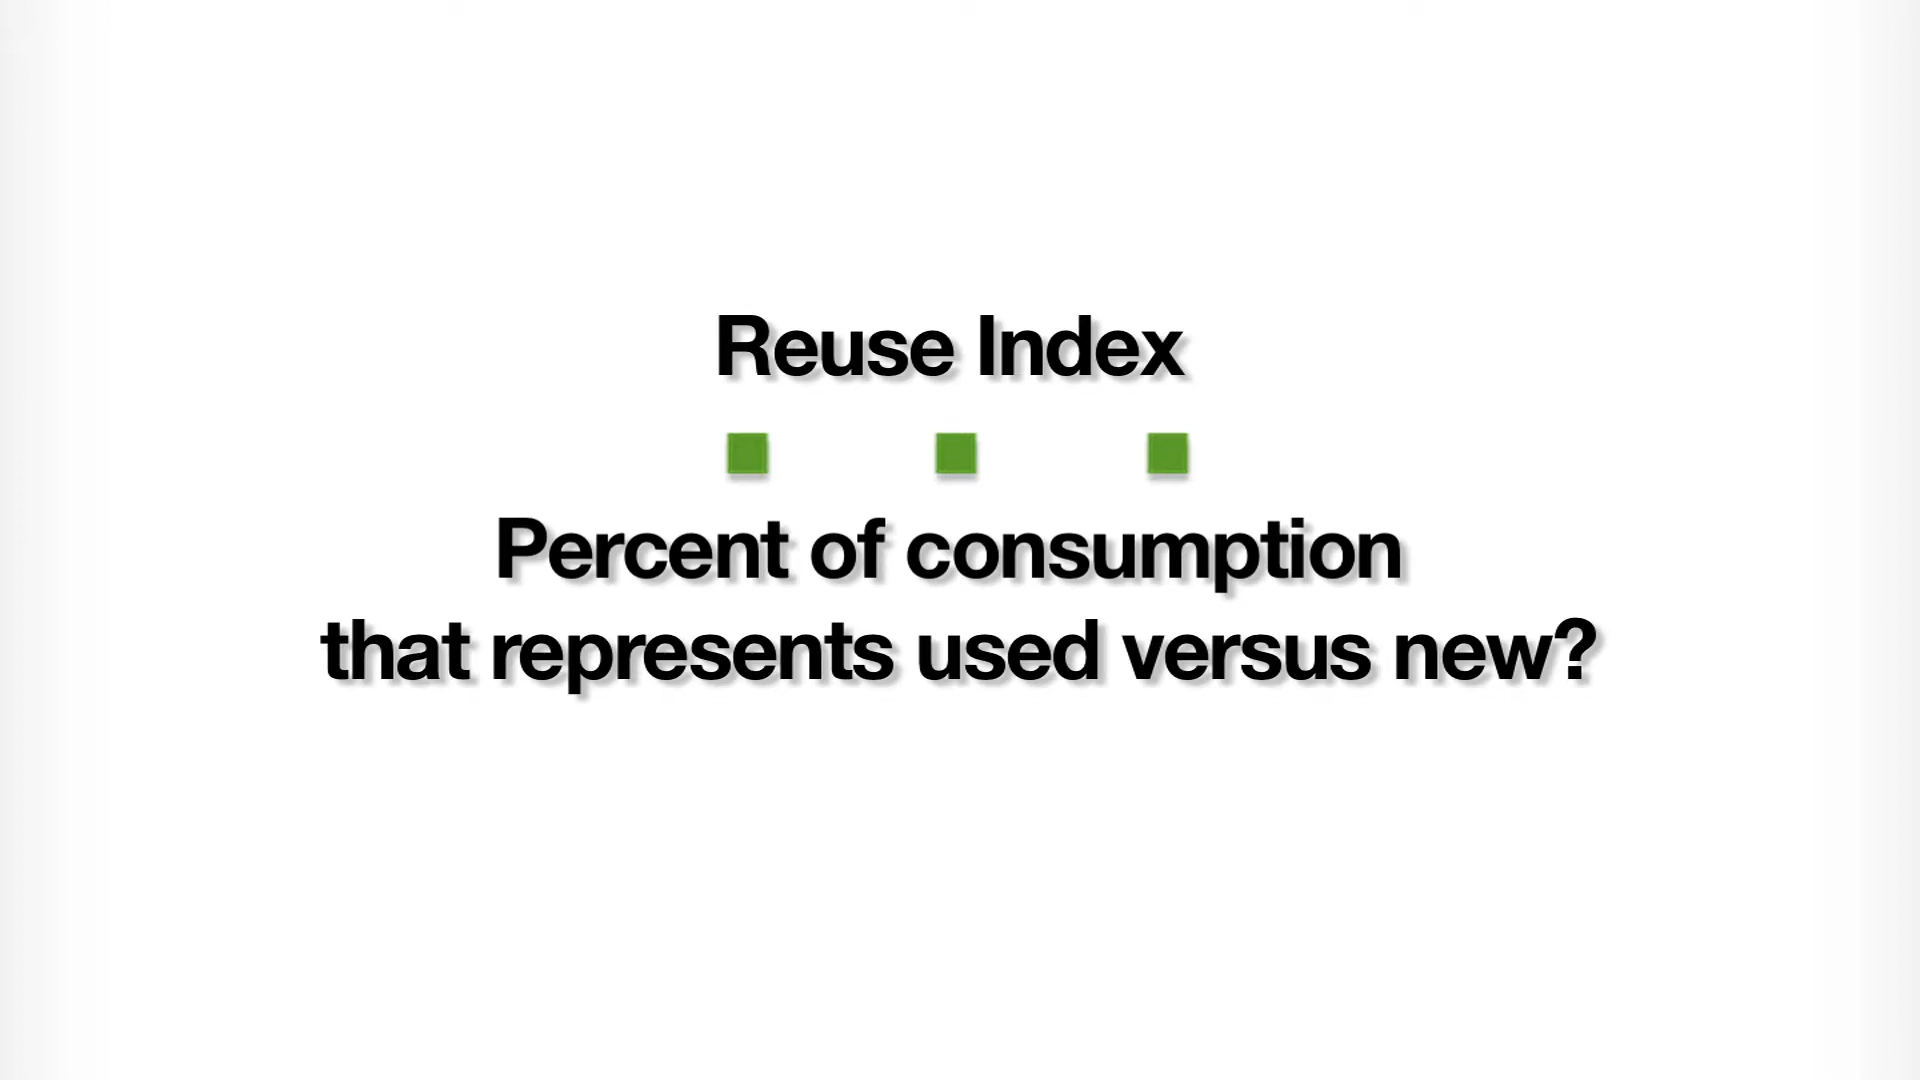 Reuse Index
Percent of consumption
that represents used versus new?